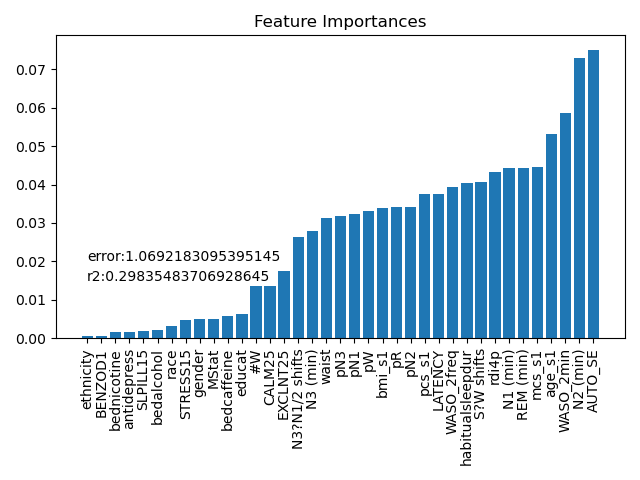 Feature Importances
0.07
0.06
0.05
0.04
0.03
0.02
0.01
0.00
error:1.0692183095395145
r2:0.29835483706928645
ethnicity
BENZOD1
bednicotine
antidepress
SLPILL15
bedalcohol
race
STRESS15
gender
MStat
bedcaffeine
educat
#W
CALM25
EXCLNT25
N3?N1/2 shifts
N3 (min)
waist
pN3
pN1
pW
bmi_s1
pR
pN2
pcs_s1
LATENCY
WASO_2freq
habitualsleepdur
S?W shifts
rdi4p
N1 (min)
REM (min)
mcs_s1
age_s1
WASO_2min
N2_(min)
AUTO_SE